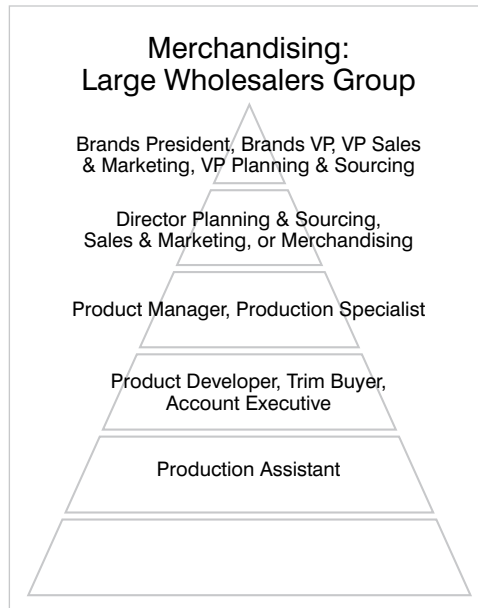 Merchandising:
Large Wholesalers Group
Brands President, Brands VP, VP Sales
& Marketing, VP Planning & Sourcing
Director Planning & Sourcing,
Sales & Marketing, or Merchandising
Product Manager, Production Specialist
Product Developer, Trim Buyer,
Account Executive
Production Assistant